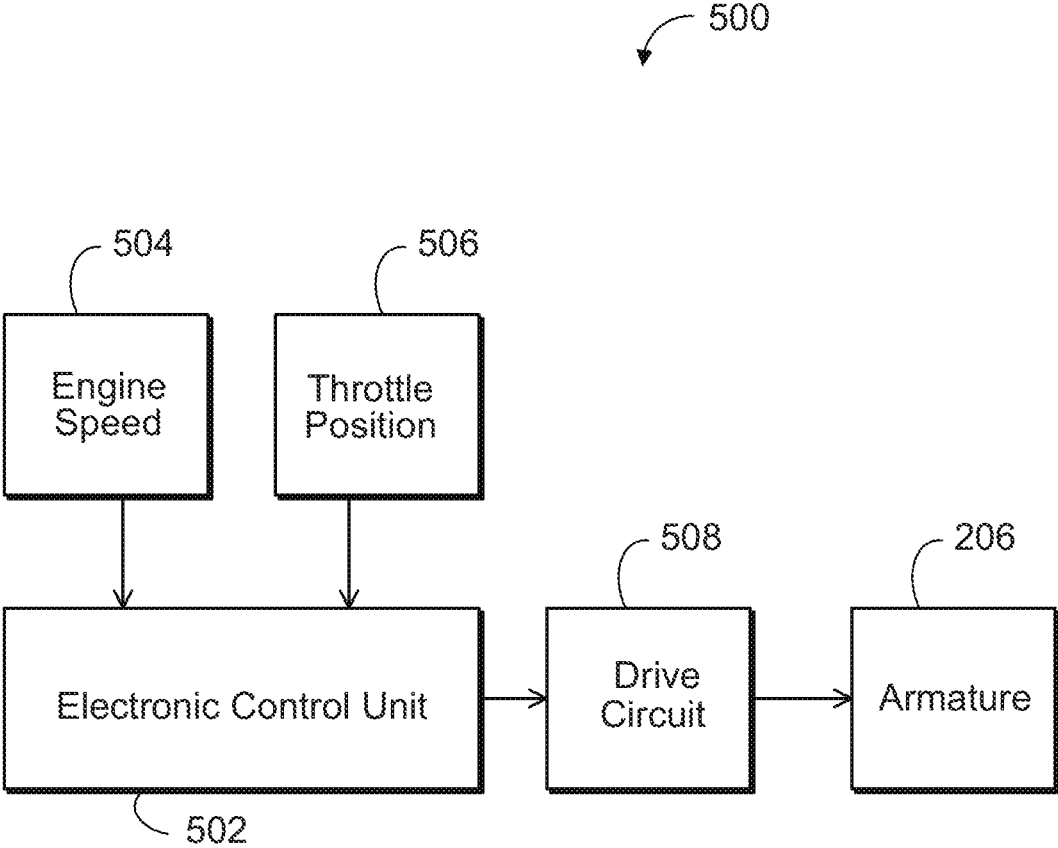 500
504
506
Engine
Speed
Throttle
Position
508
206
Electronic Control Unit
Drive
Circuit
Armature
502